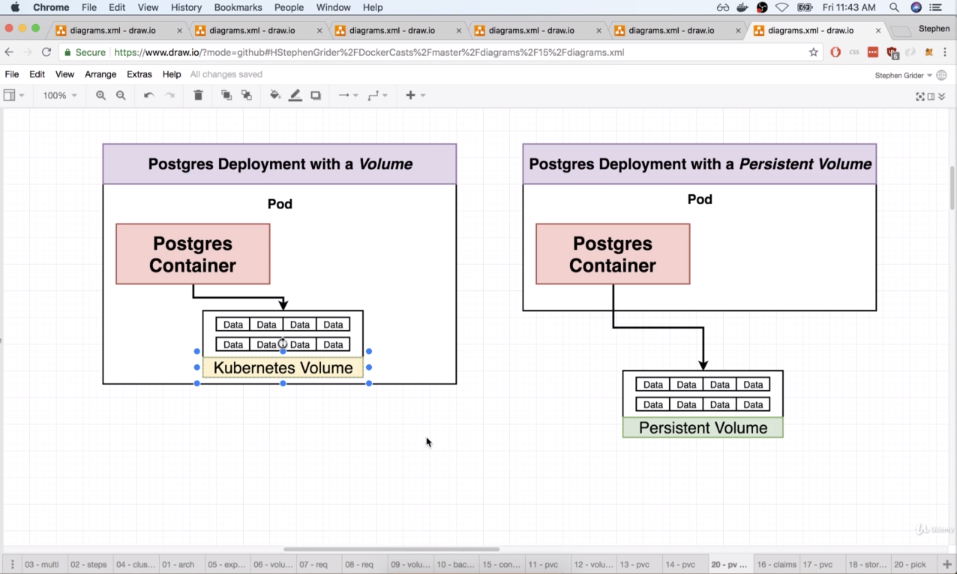 Chrome File Edit View History Bookmarks People Window Help Fri 11:43 AM
diagrams.xml - draw.io diagrams.xml - draw.io diagrams.xml - draw.io diagrams.xml - draw.io diagrams.xml - draw.io diagrams.xml - draw.io Stephen
Secure https://www.draw.io/?mode=github#HStephenGrider%2FDockerCasts%2Fmaster%2Fdiagrams%2F15%2Fdiagrams.xml
File Edit View Arrange Extras Help All changes saved Stephen Grider
100%
Postgres Deployment with a Volume
Pod
Postgres
Container
Data Data Data Data
Data Data Data Data
Kubernetes Volume
Postgres Deployment with a Persistent Volume
Pod
Postgres
Container
Data Data Data Data
Data Data Data Data
Persistent Volume
03 - multi 02 - steps 04 - clus... 01 - arch 05 - exp... 06 - volu... 07 - req 08 - req 09 - volu... 10 - bac... 15 - con... 11 - pvc 12 - volu... 13 - pvc 14 - pvc 20 - pv ... 16 - claims 17 - pvc 18 - stor... 20 - pick